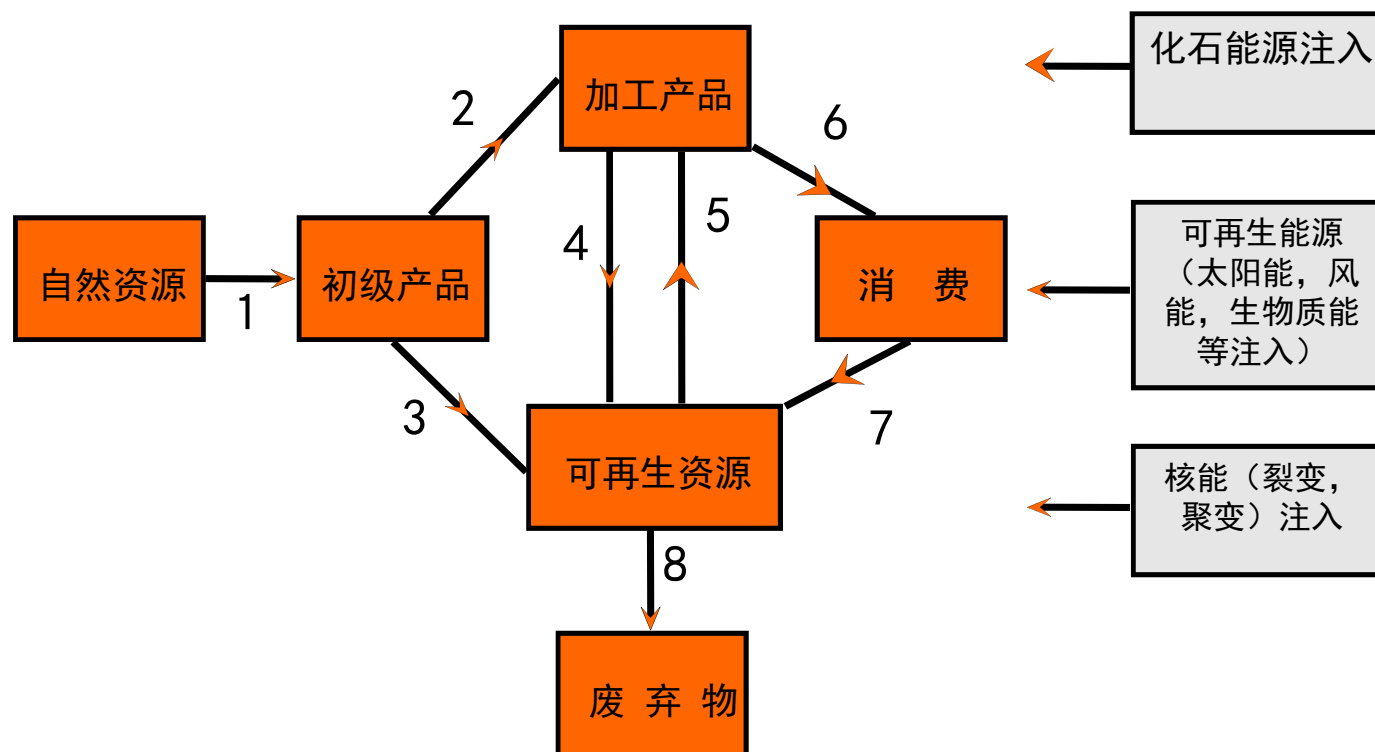 加工产品
化石能源注入
2
6
自然资源
1
初级产品
4
5
消 费
可再生能源
（太阳能，风
能，生物质能
等注入）
3
7
可再生资源
核能（裂变，
聚变）注入
8
废 弃 物